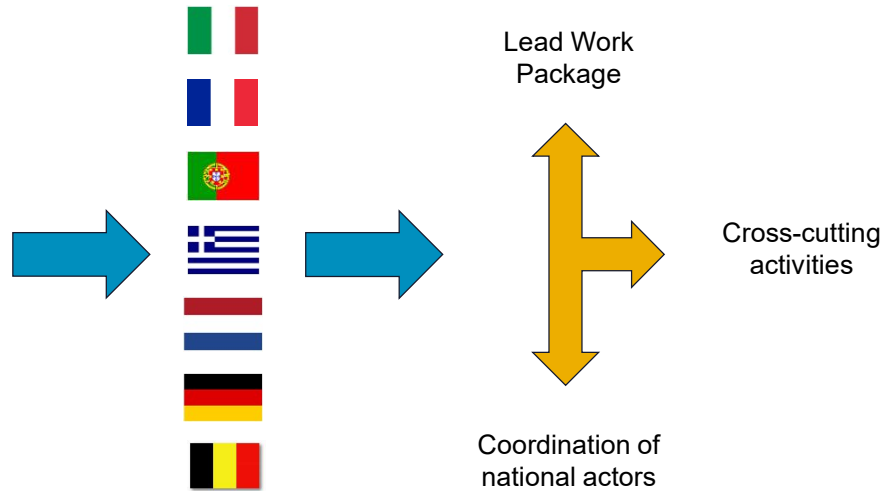 Lead Work
Package
Cross-cutting
activities
Coordination of
national actors